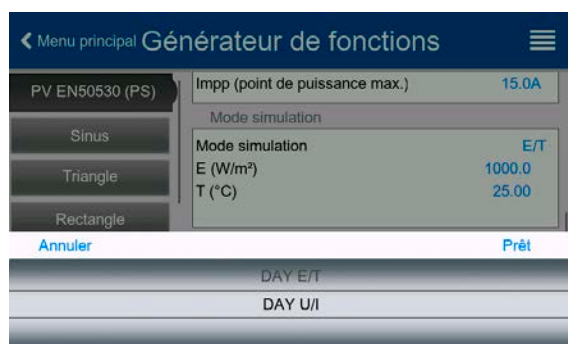 Menu principal Générateur de fonctions
PV EN50530 (PS)
Impp (point de puissance max.) 15.0A
Mode simulation
Sinus
Mode simulation E/T
E (W/m²) 1000.0
Triangle
T (°C) 25.00
Rectangle
Annuler Prêt
DAY E/T
DAY U/I